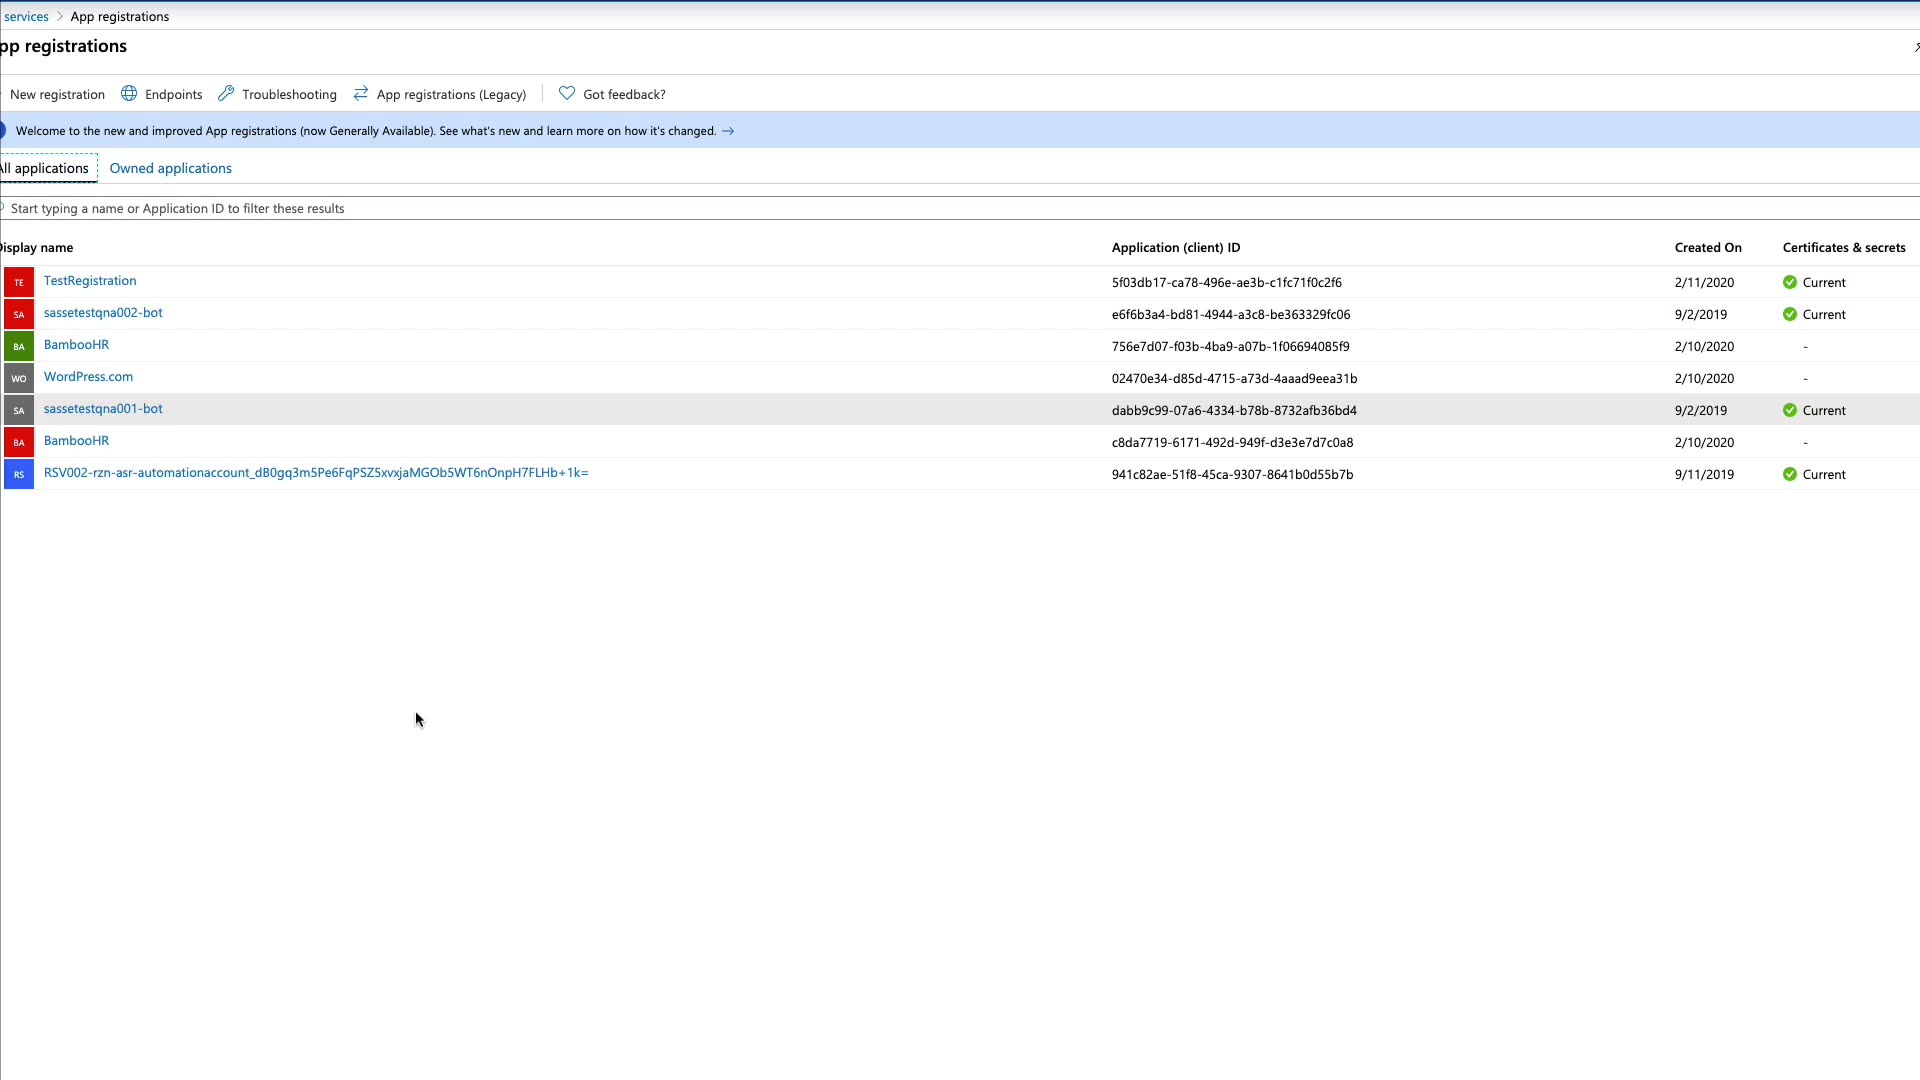 services > App registrations
pp registrations
New registration Endpoints Troubleshooting App registrations (Legacy) Got feedback?
Welcome to the new and improved App registrations (now Generally Available). See what's new and learn more on how it's changed. →
All applications Owned applications
Start typing a name or Application ID to filter these results
Display name Application (client) ID Created On Certificates & secrets
TE TestRegistration 5f03db17-ca78-496e-ae3b-c1fc71f0c2f6 2/11/2020 Current
SA sassetestqna002-bot e6f6b3a4-bd81-4944-a3c8-be363329fc06 9/2/2019 Current
BA BambooHR 756e7d07-f03b-4ba9-a07b-1f06694085f9 2/10/2020 -
WO WordPress.com 02470e34-d85d-4715-a73d-4aaad9eea31b 2/10/2020 -
SA sassetestqna001-bot dabb9c99-07a6-4334-b78b-8732afb36bd4 9/2/2019 Current
BA BambooHR c8da7719-6171-492d-949f-d3e3e7d7c0a8 2/10/2020 -
RS RSV002-rzn-asr-automationaccount_dB0gq3m5Pe6FqPSZ5xvxjaMGOb5WT6nOnpH7FLHb+1k= 941c82ae-51f8-45ca-9307-8641b0d55b7b 9/11/2019 Current